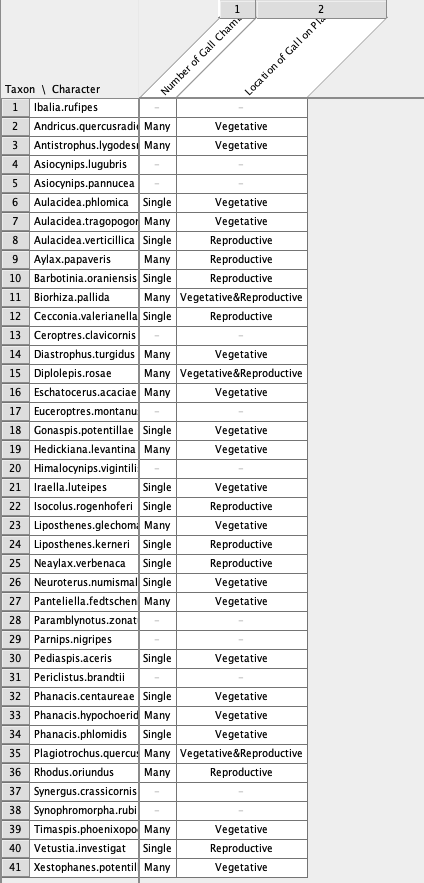 1 2
Number of Gall Cham
Location of Gall on Pla
Taxon \ Character
1 Ibalia.rufipes – –
2 Andricus.quercusradi Many Vegetative
3 Antistrophus.lygodes Many Vegetative
4 Asiocynips.lugubris – –
5 Asiocynips.pannucea – –
6 Aulacidea.phlomica Single Vegetative
7 Aulacidea.tragopogo Many Vegetative
8 Aulacidea.verticillica Single Reproductive
9 Aylax.papaveris Many Reproductive
10 Barbotinia.oraniensis Single Reproductive
11 Biorhiza.pallida Many Vegetative&Reproductive
12 Cecconia.valerianella Single Reproductive
13 Ceroptres.clavicornis – –
14 Diastrophus.turgidus Many Vegetative
15 Diplolepis.rosae Many Vegetative&Reproductive
16 Eschatocerus.acaciae Many Vegetative
17 Euceroptres.montanu – –
18 Gonaspis.potentillae Single Vegetative
19 Hedickiana.levantina Many Vegetative
20 Himalocynips.vigintili – –
21 Iraella.luteipes Single Vegetative
22 Isocolus.rogenhoferi Single Reproductive
23 Liposthenes.glechoma Many Vegetative
24 Liposthenes.kerneri Single Reproductive
25 Neaylax.verbenaca Single Reproductive
26 Neuroterus.numismal Single Vegetative
27 Panteliella.fedtschen Many Vegetative
28 Paramblynotus.zonat – –
29 Parnips.nigripes – –
30 Pediaspis.aceris Single Vegetative
31 Periclistus.brandtii – –
32 Phanacis.centaureae Single Vegetative
33 Phanacis.hypochoerid Many Vegetative
34 Phanacis.phlomidis Single Vegetative
35 Plagiotrochus.quercus Many Vegetative&Reproductive
36 Rhodus.oriundus Many Reproductive
37 Synergus.crassicornis – –
38 Synophromorpha.rubi – –
39 Timaspis.phoenixopo Many Vegetative
40 Vetustia.investigat Single Reproductive
41 Xestophanes.potentil Many Vegetative